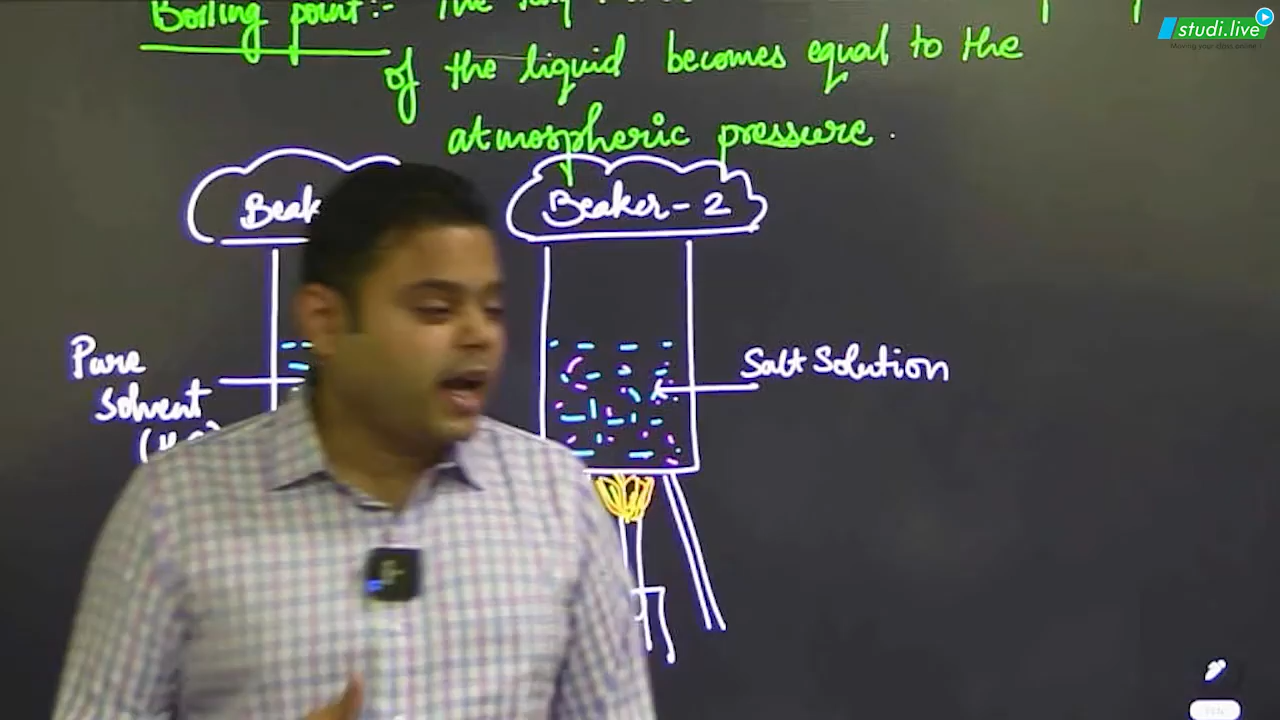 Boiling point:- The
of the liquid becomes equal to the
atmospheric pressure.
Beaker-2
Pure
solvent
Salt Solution
studi.live